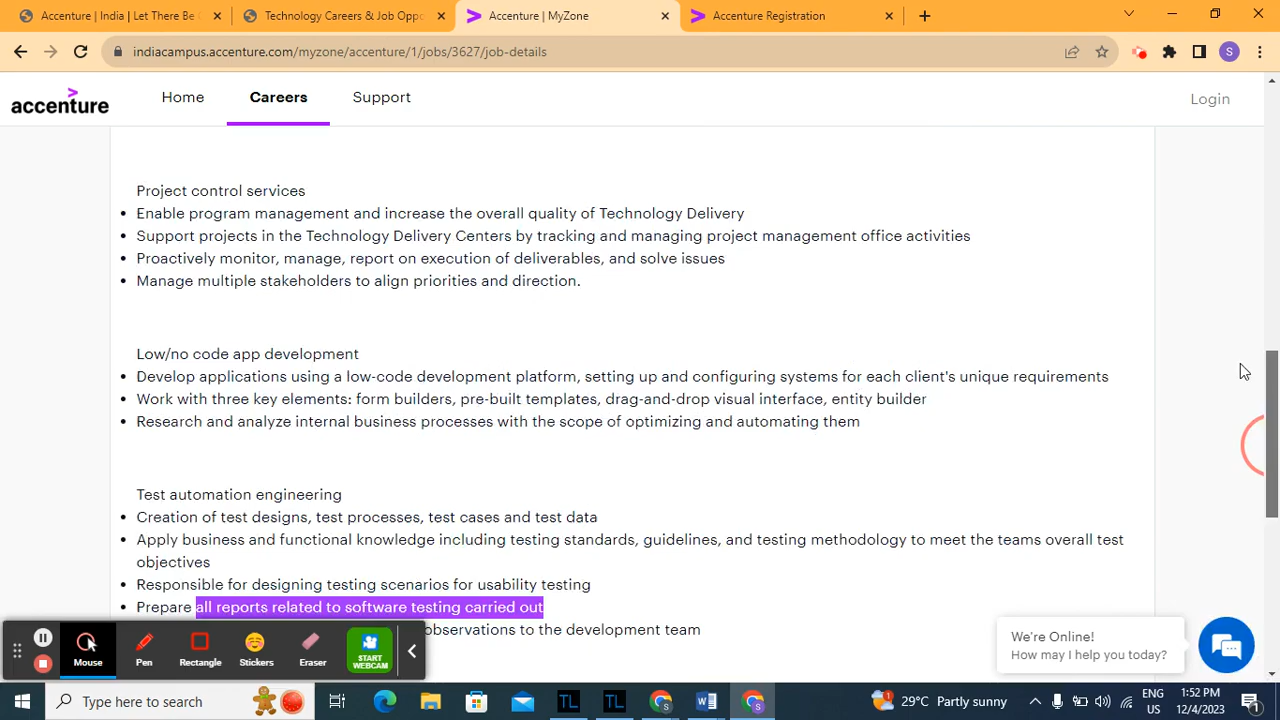 Accenture | India | Let There Be
Technology Careers & Job Oppo
Accenture | MyZone
Accenture Registration
indiacampus.accenture.com/myzone/accenture/1/jobs/3627/job-details
S
accenture
Home
Careers
Support
Login
Project control services
• Enable program management and increase the overall quality of Technology Delivery
• Support projects in the Technology Delivery Centers by tracking and managing project management office activities
• Proactively monitor, manage, report on execution of deliverables, and solve issues
• Manage multiple stakeholders to align priorities and direction.
Low/no code app development
• Develop applications using a low-code development platform, setting up and configuring systems for each client's unique requirements
• Work with three key elements: form builders, pre-built templates, drag-and-drop visual interface, entity builder
• Research and analyze internal business processes with the scope of optimizing and automating them
Test automation engineering
• Creation of test designs, test processes, test cases and test data
• Apply business and functional knowledge including testing standards, guidelines, and testing methodology to meet the teams overall test
objectives
• Responsible for designing testing scenarios for usability testing
• Prepare all reports related to software testing carried out
observations to the development team
We're Online!
How may I help you today?
Mouse
Pen
Rectangle
Stickers
Eraser
START
WEBCAM
Type here to search
TL
TL
S
1
29°C Partly sunny
ENG
US
1:52 PM
12/4/2023
1